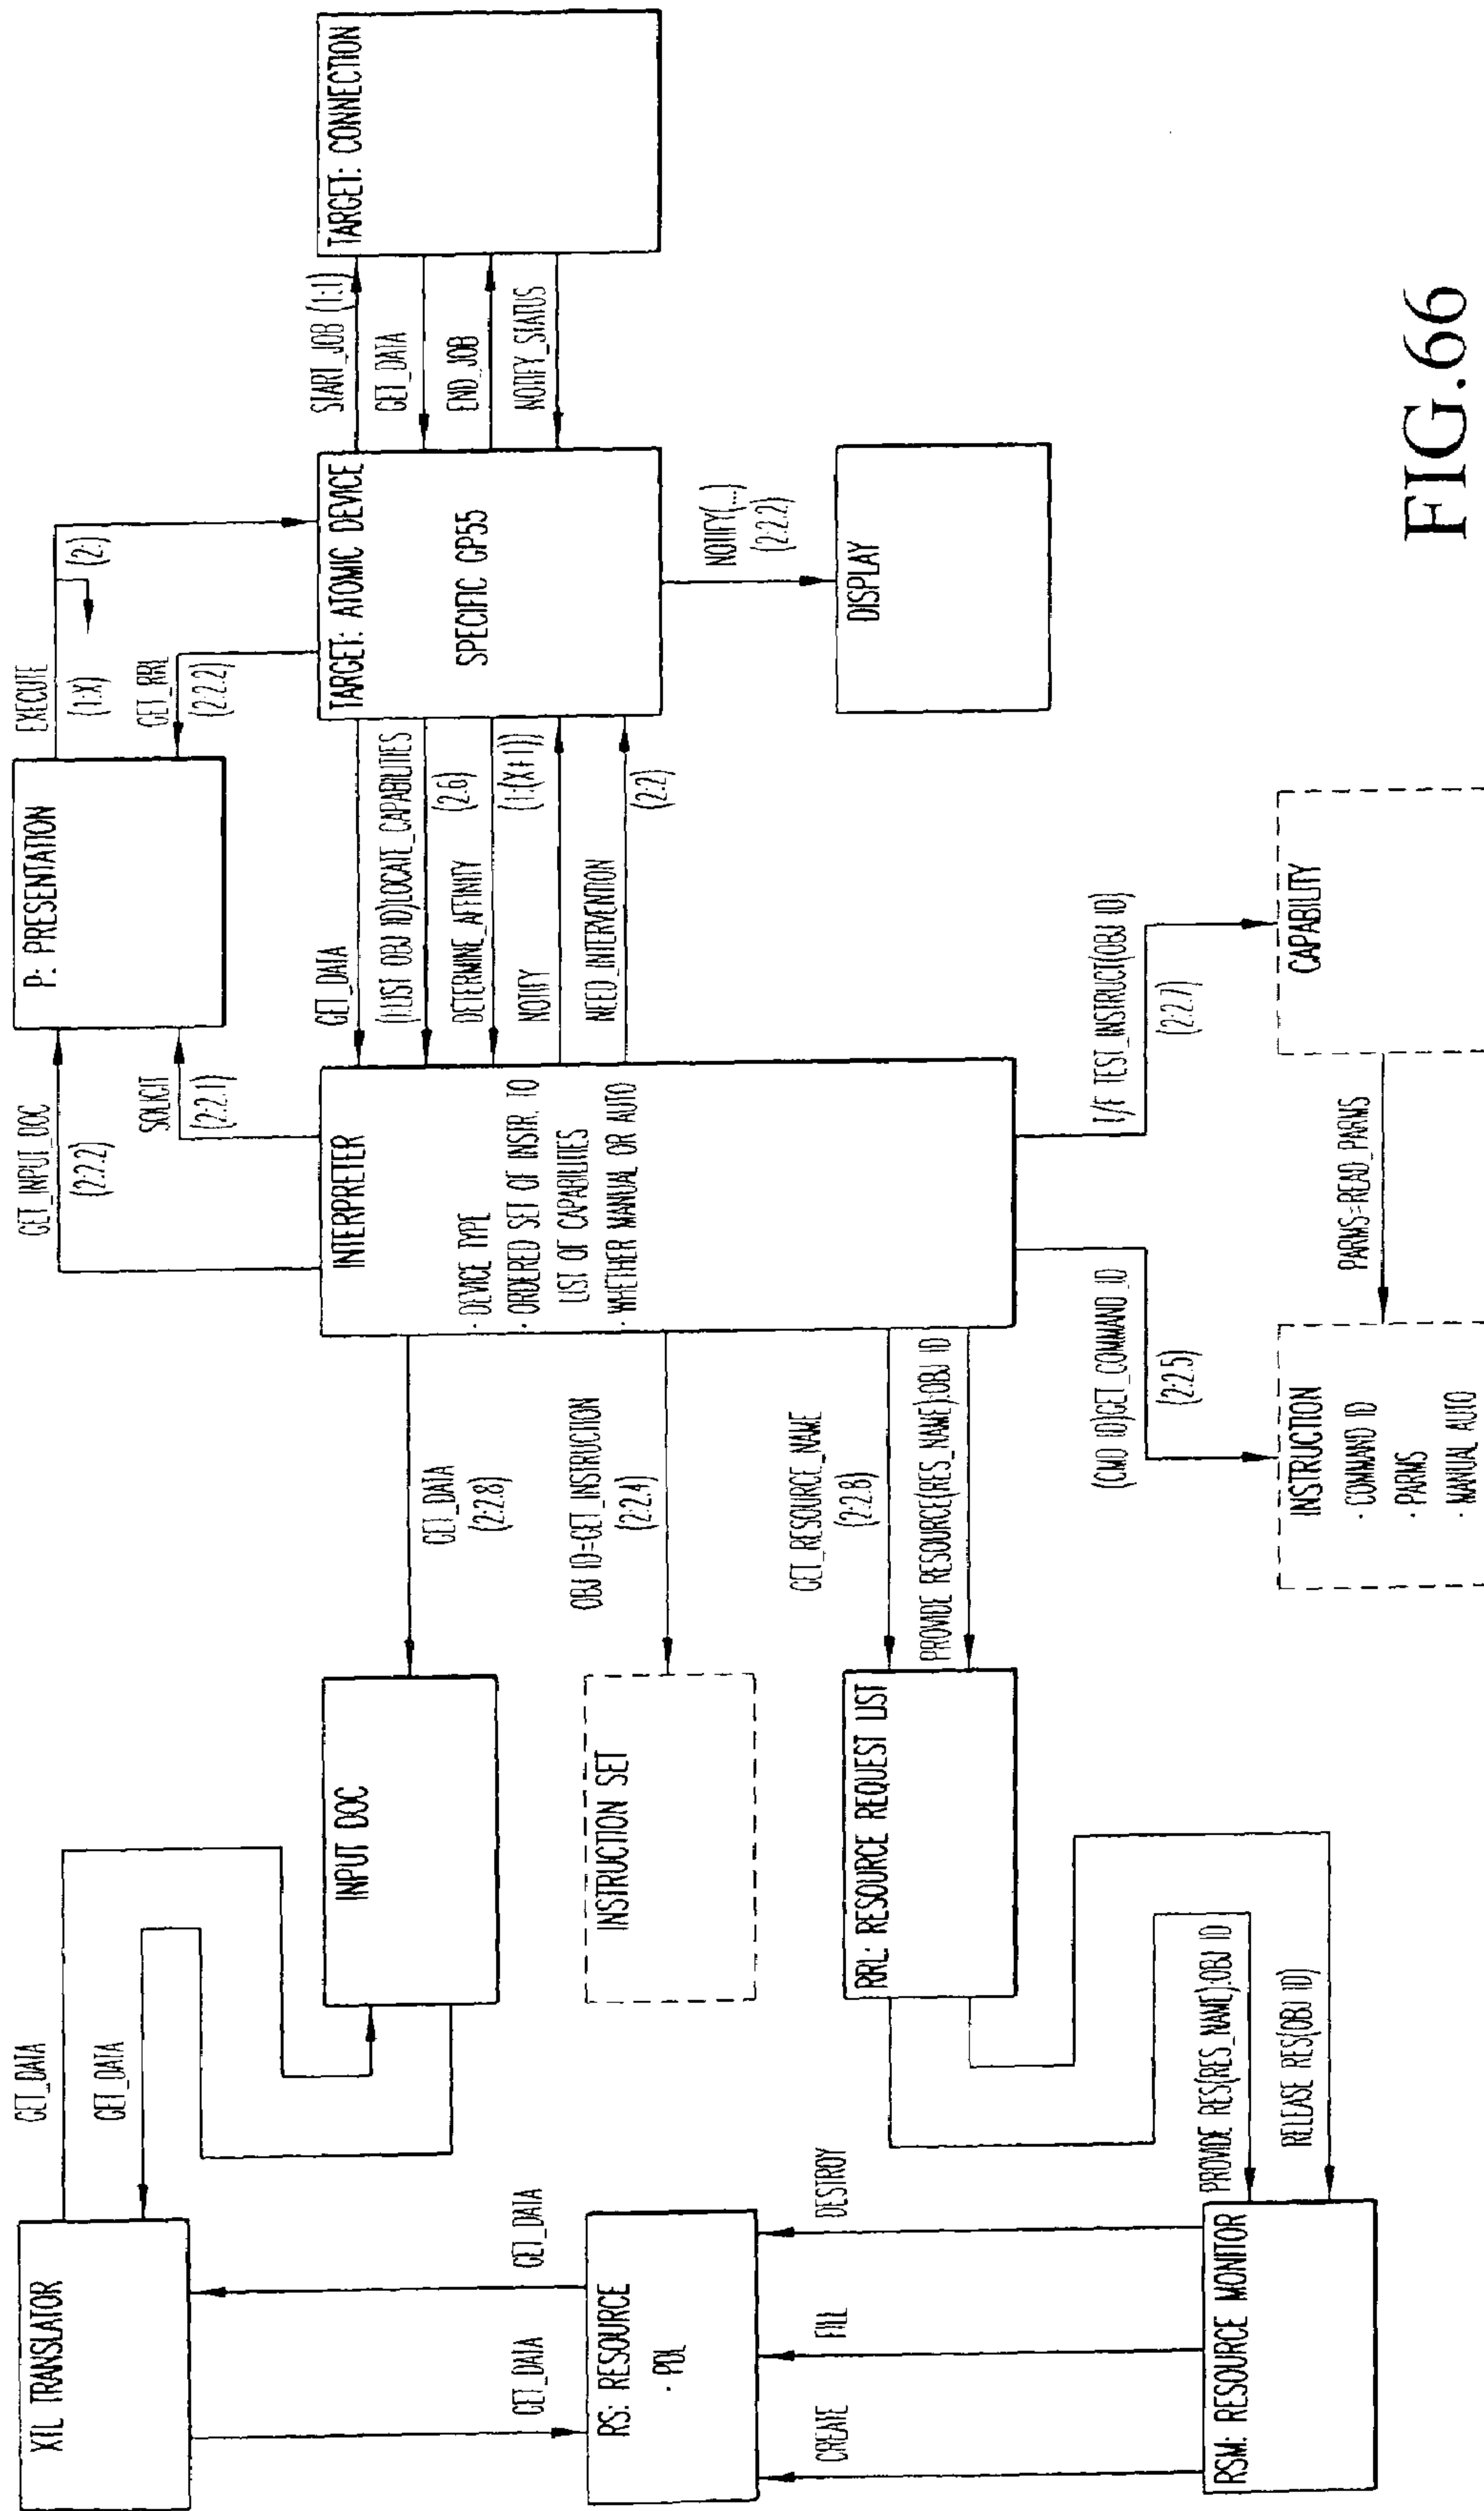 XIL TRANSLATOR
GET_DATA
GET_DATA
GET_DATA
GET_DATA
RS: RESOURCE
· PDL
CREATE
FILL
DESTROY
RSM: RESOURCE MONITOR
PROVIDE RES(RES_NAME):OBJ ID
RELEASE RES(OBJ ID)
INPUT DOC
INSTRUCTION SET
RRL: RESOURCE REQUEST LIST
GET_DATA
(2:2.8)
OBJ ID=GET_INSTRUCTION
(2:2.4)
GET_RESOURCE_NAME
(2:2.8)
PROVIDE RESOURCE(RES_NAME):OBJ ID
GET_INPUT_DOC
(2:2.2)
SOLICIT
(2:2.1)
INTERPRETER
· DEVICE TYPE
· ORDERED SET OF INSTR. TO
LIST OF CAPABILITIES
· WHETHER MANUAL OR AUTO
(CMD ID)GET_COMMAND_ID
(2:2.5)
I/F TEST_INSTRUCT(OBJ ID)
(2:2.7)
INSTRUCTION
· COMMAND ID
· PARMS
· MANUAL AUTO
PARMS=READ_PARMS
CAPABILITY
P: PRESENTATION
EXECUTE
(1:X)
(2:)
GET_RRL
(2:2.2)
GET_DATA
(I:LIST OBJ ID)LOCATE_CAPABILITIES
(2.6)
DETERMINE_AFFINITY
(1:(X+1))
NOTIFY
NEED_INTERVENTION
(2:2)
TARGET: ATOMIC DEVICE
SPECIFIC GP55
NOTIFY(...)
(2:2.2)
DISPLAY
START_JOB (1:1)
GET_DATA
END_JOB
NOTIFY_STATUS
TARGET: CONNECTION
FIG.66